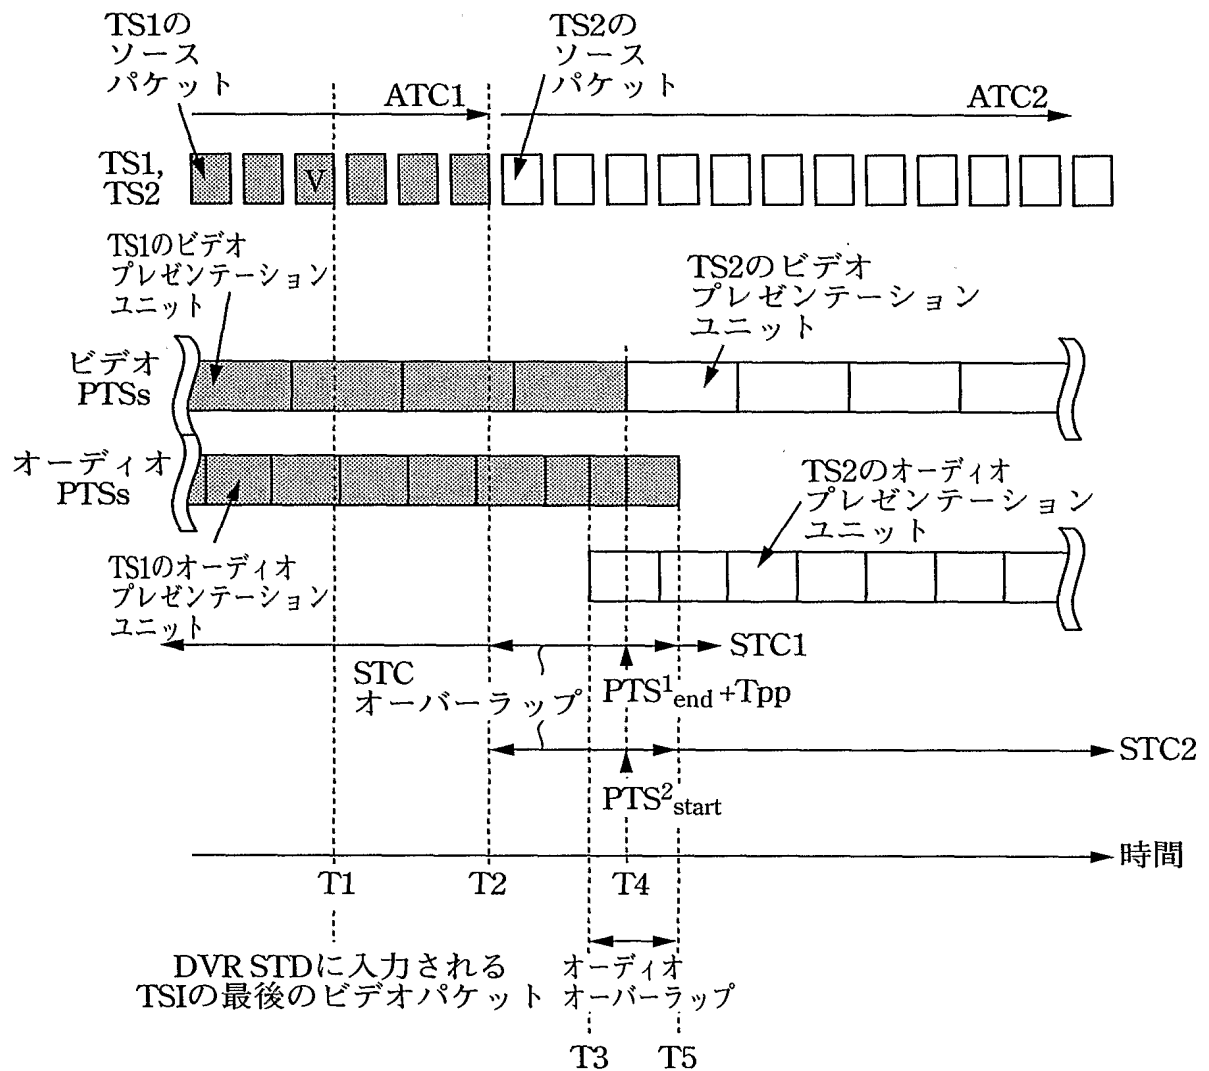 TS1の
ソース
パケット
TS2の
ソース
パケット
ATC1
ATC2
TS1,
TS2
V
TS1のビデオ
プレゼンテーション
ユニット
TS2のビデオ
プレゼンテーション
ユニット
ビデオ
PTSs
オーディオ
PTSs
TS2のオーディオ
プレゼンテーション
ユニット
TS1のオーディオ
プレゼンテーション
ユニット
STC1
STC
オーバーラップ
PTS¹end+Tpp
STC2
PTS²start
時間
T1
T2
T4
DVR STDに入力される
TSIの最後のビデオパケット
オーディオ
オーバーラップ
T3
T5